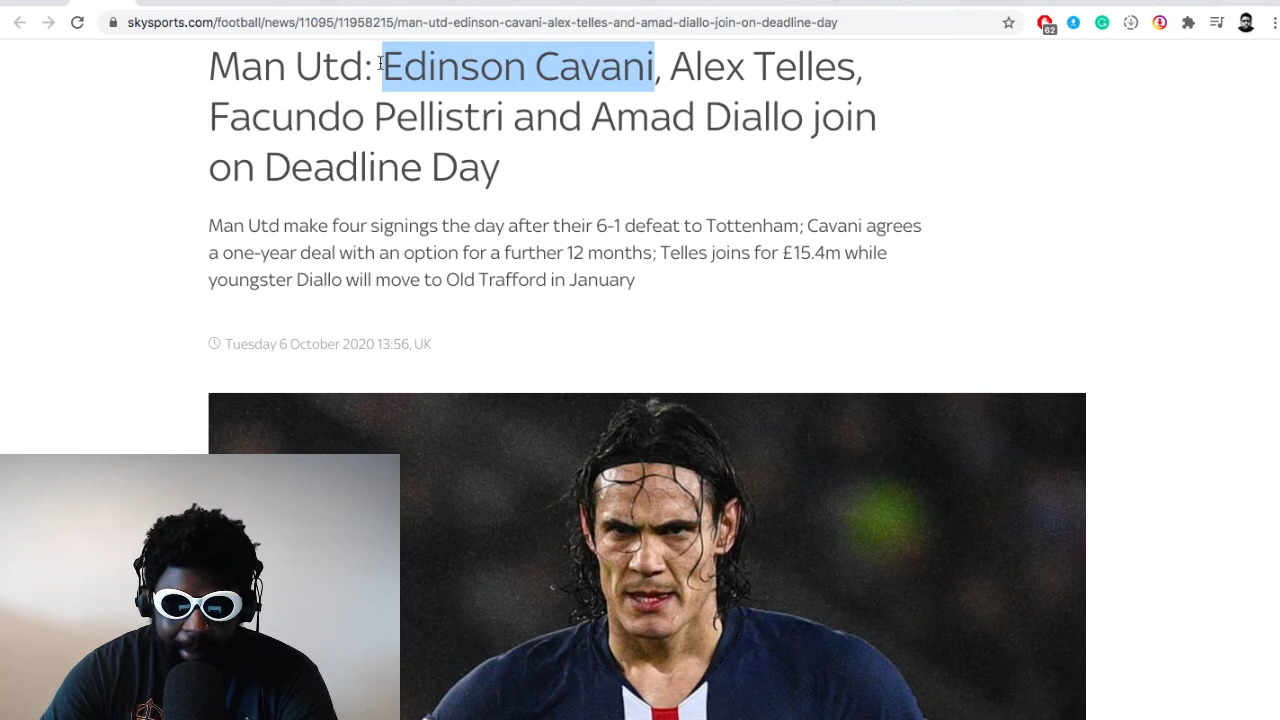 skysports.com/football/news/11095/11958215/man-utd-edinson-cavani-alex-telles-and-amad-diallo-join-on-deadline-day
62
Man Utd: Edinson Cavani, Alex Telles,
Facundo Pellistri and Amad Diallo join
on Deadline Day
Man Utd make four signings the day after their 6-1 defeat to Tottenham; Cavani agrees
a one-year deal with an option for a further 12 months; Telles joins for £15.4m while
youngster Diallo will move to Old Trafford in January
Tuesday 6 October 2020 13:56, UK